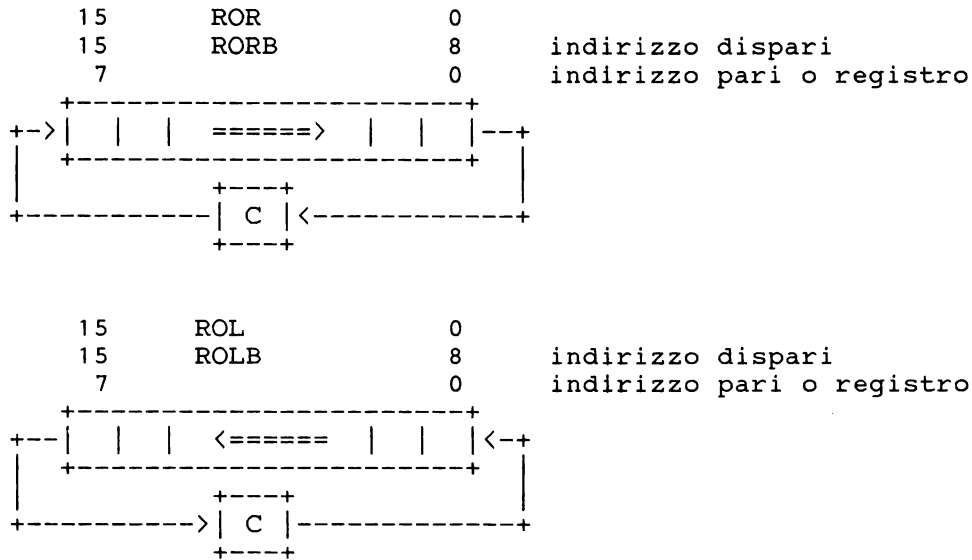 15 ROR 0
15 RORB 8 indirizzo dispari
7 0 indirizzo pari o registro
======>
C
15 ROL 0
15 ROLB 8 indirizzo dispari
7 0 indirizzo pari o registro
<======
C